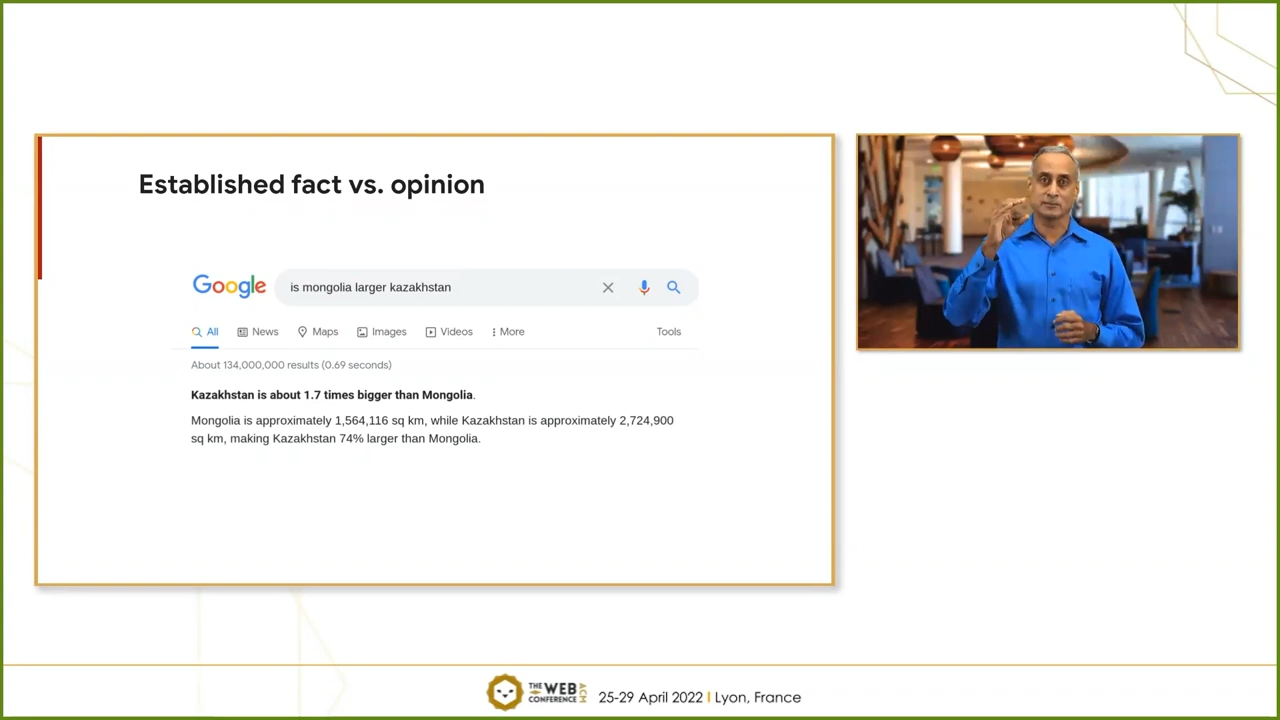 Established fact vs. opinion
Google
is mongolia larger kazakhstan
All News Maps Images Videos More Tools
About 134,000,000 results (0.69 seconds)
Kazakhstan is about 1.7 times bigger than Mongolia.
Mongolia is approximately 1,564,116 sq km, while Kazakhstan is approximately 2,724,900
sq km, making Kazakhstan 74% larger than Mongolia.
THE WEB
CONFERENCE
ACM
25-29 April 2022 I Lyon, France